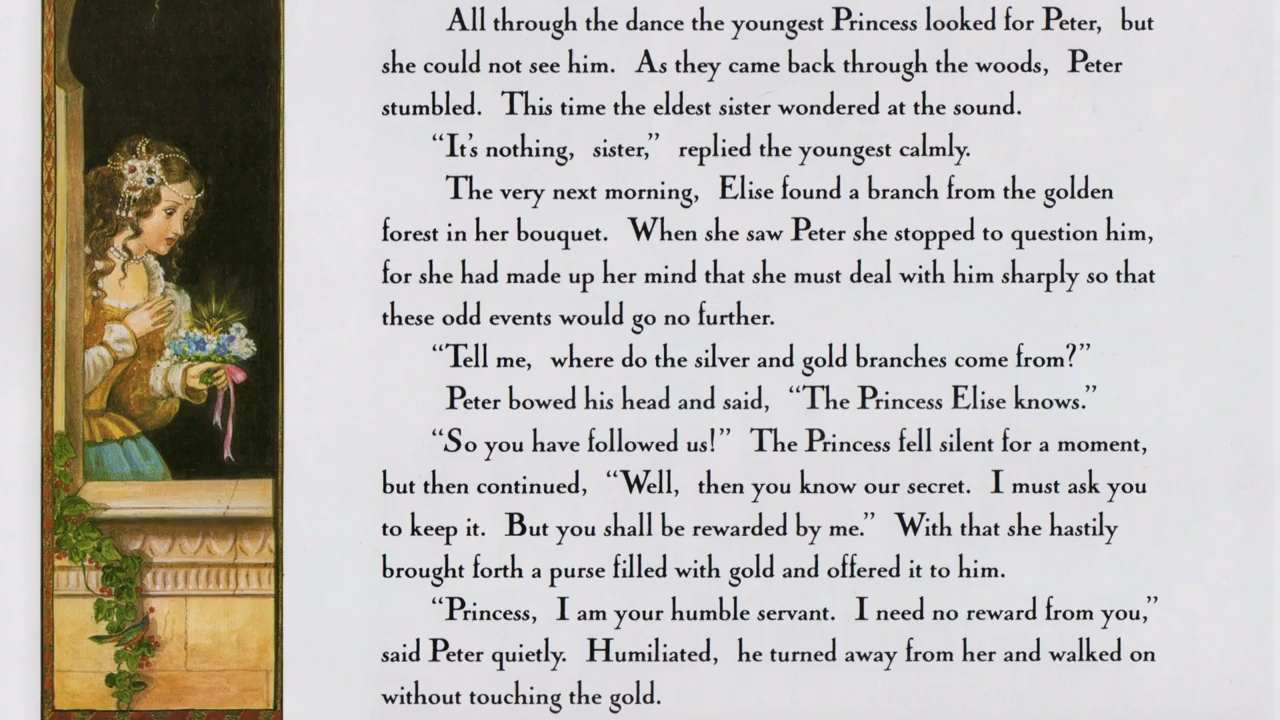 All through the dance the youngest Princess looked for Peter, but
she could not see him. As they came back through the woods, Peter
stumbled. This time the eldest sister wondered at the sound.
“It's nothing, sister,” replied the youngest calmly.
The very next morning, Elise found a branch from the golden
forest in her bouquet. When she saw Peter she stopped to question him,
for she had made up her mind that she must deal with him sharply so that
these odd events would go no further.
“Tell me, where do the silver and gold branches come from?”
Peter bowed his head and said, “The Princess Elise knows.”
“So you have followed us!” The Princess fell silent for a moment,
but then continued, “Well, then you know our secret. I must ask you
to keep it. But you shall be rewarded by me.” With that she hastily
brought forth a purse filled with gold and offered it to him.
“Princess, I am your humble servant. I need no reward from you,”
said Peter quietly. Humiliated, he turned away from her and walked on
without touching the gold.